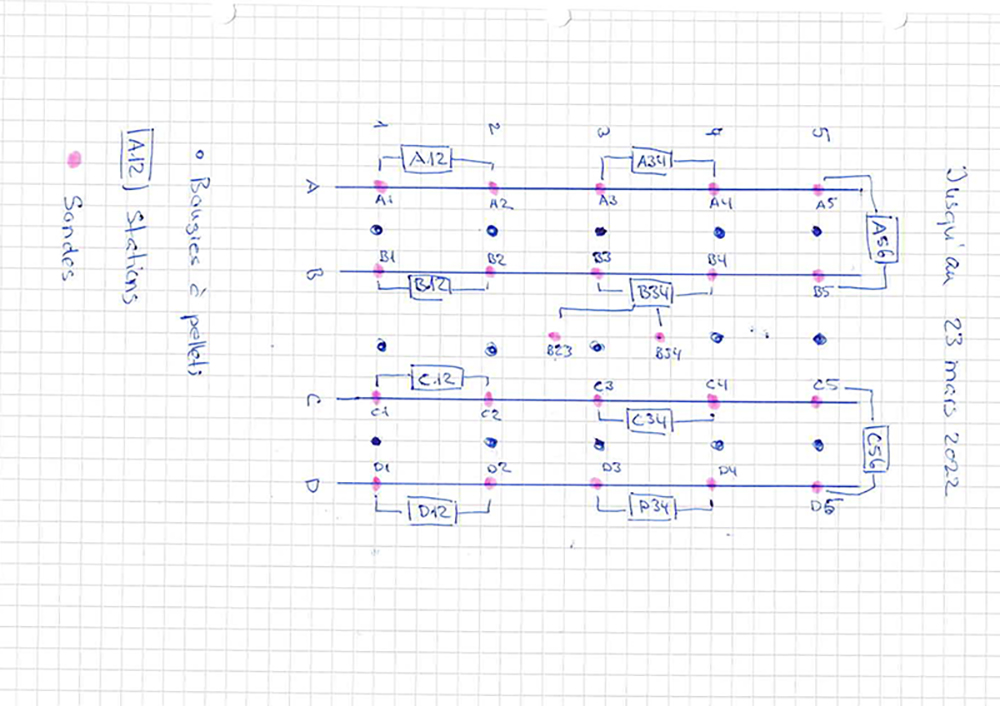 Jusqu'au 23 mars 2022
1 2 3 4 5
A12 A34
A
A1 A2 A3 A4 A5
A56
B1 B2 B3 B4
B
B5
B12 B34
B23 B34
C12
C3 C4 C5
C
C1 C2
C34
C56
D1 D2 D3 D4
D
D5
D12 D34
Bougies à pellets
A12 Stations
Sondes